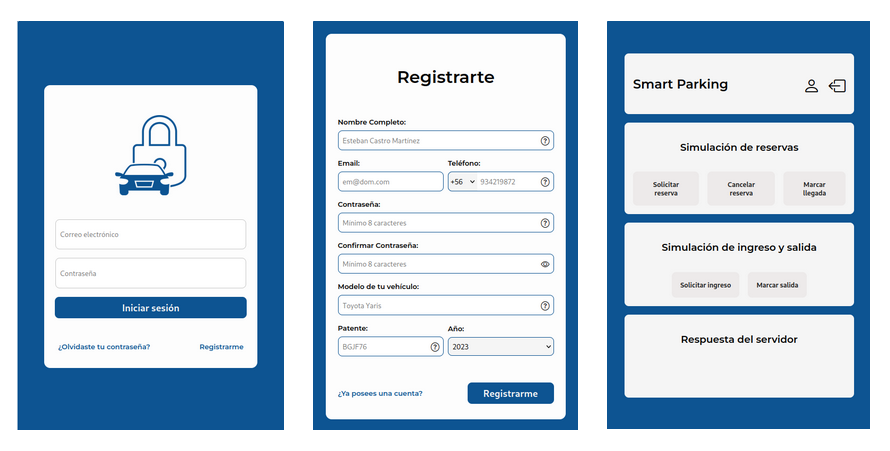 Correo electrónico
Contraseña
Iniciar sesión
¿Olvidaste tu contraseña? Registrarme
Registrarte
Nombre Completo:
Esteban Castro Martinez
Email: Teléfono:
em@dom.com +56 934219872
Contraseña:
Minimo 8 caracteres
Confirmar Contraseña:
Minimo 8 caracteres
Modelo de tu vehículo:
Toyota Yaris
Patente: Año:
BGJF76 2023
¿Ya posees una cuenta? Registrarme
Smart Parking
Simulación de reservas
Solicitar reserva
Cancelar reserva
Marcar llegada
Simulación de ingreso y salida
Solicitar ingreso Marcar salida
Respuesta del servidor